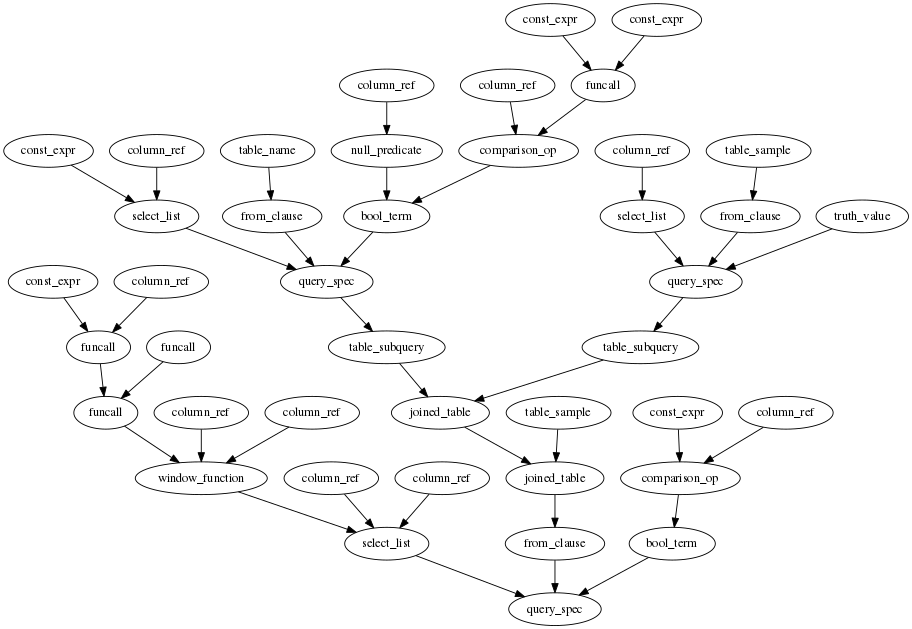 const_expr const_expr
column_ref column_ref funcall
const_expr column_ref table_name null_predicate comparison_op column_ref table_sample
select_list from_clause bool_term select_list from_clause truth_value
const_expr column_ref query_spec query_spec
funcall funcall table_subquery table_subquery
funcall column_ref column_ref joined_table table_sample const_expr column_ref
window_function column_ref column_ref joined_table comparison_op
select_list from_clause bool_term
query_spec